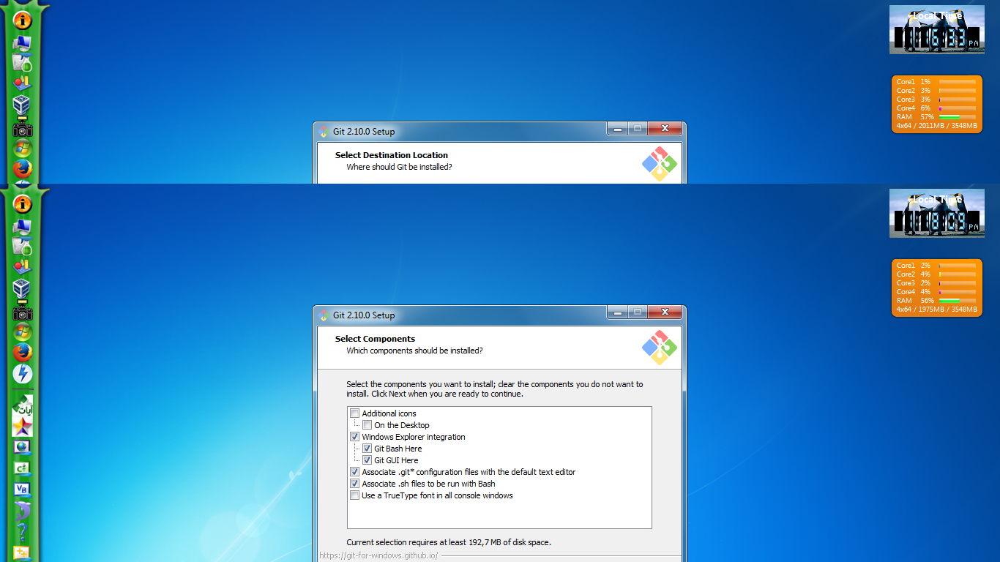 Local Time
6:33 PM
Core1 1%
Core2 3%
Core3 3%
Core4 6%
RAM 57%
4x64 / 2011MB / 3548MB
Git 2.10.0 Setup
Select Destination Location
Where should Git be installed?
Local Time
8:09 PM
Core1 2%
Core2 4%
Core3 2%
Core4 4%
RAM 56%
4x64 / 1975MB / 3548MB
Git 2.10.0 Setup
Select Components
Which components should be installed?
Select the components you want to install; clear the components you do not want to
install. Click Next when you are ready to continue.
Additional icons
On the Desktop
Windows Explorer integration
Git Bash Here
Git GUI Here
Associate .git* configuration files with the default text editor
Associate .sh files to be run with Bash
Use a TrueType font in all console windows
Current selection requires at least 192,7 MB of disk space.
https://git-for-windows.github.io/
C#
VB